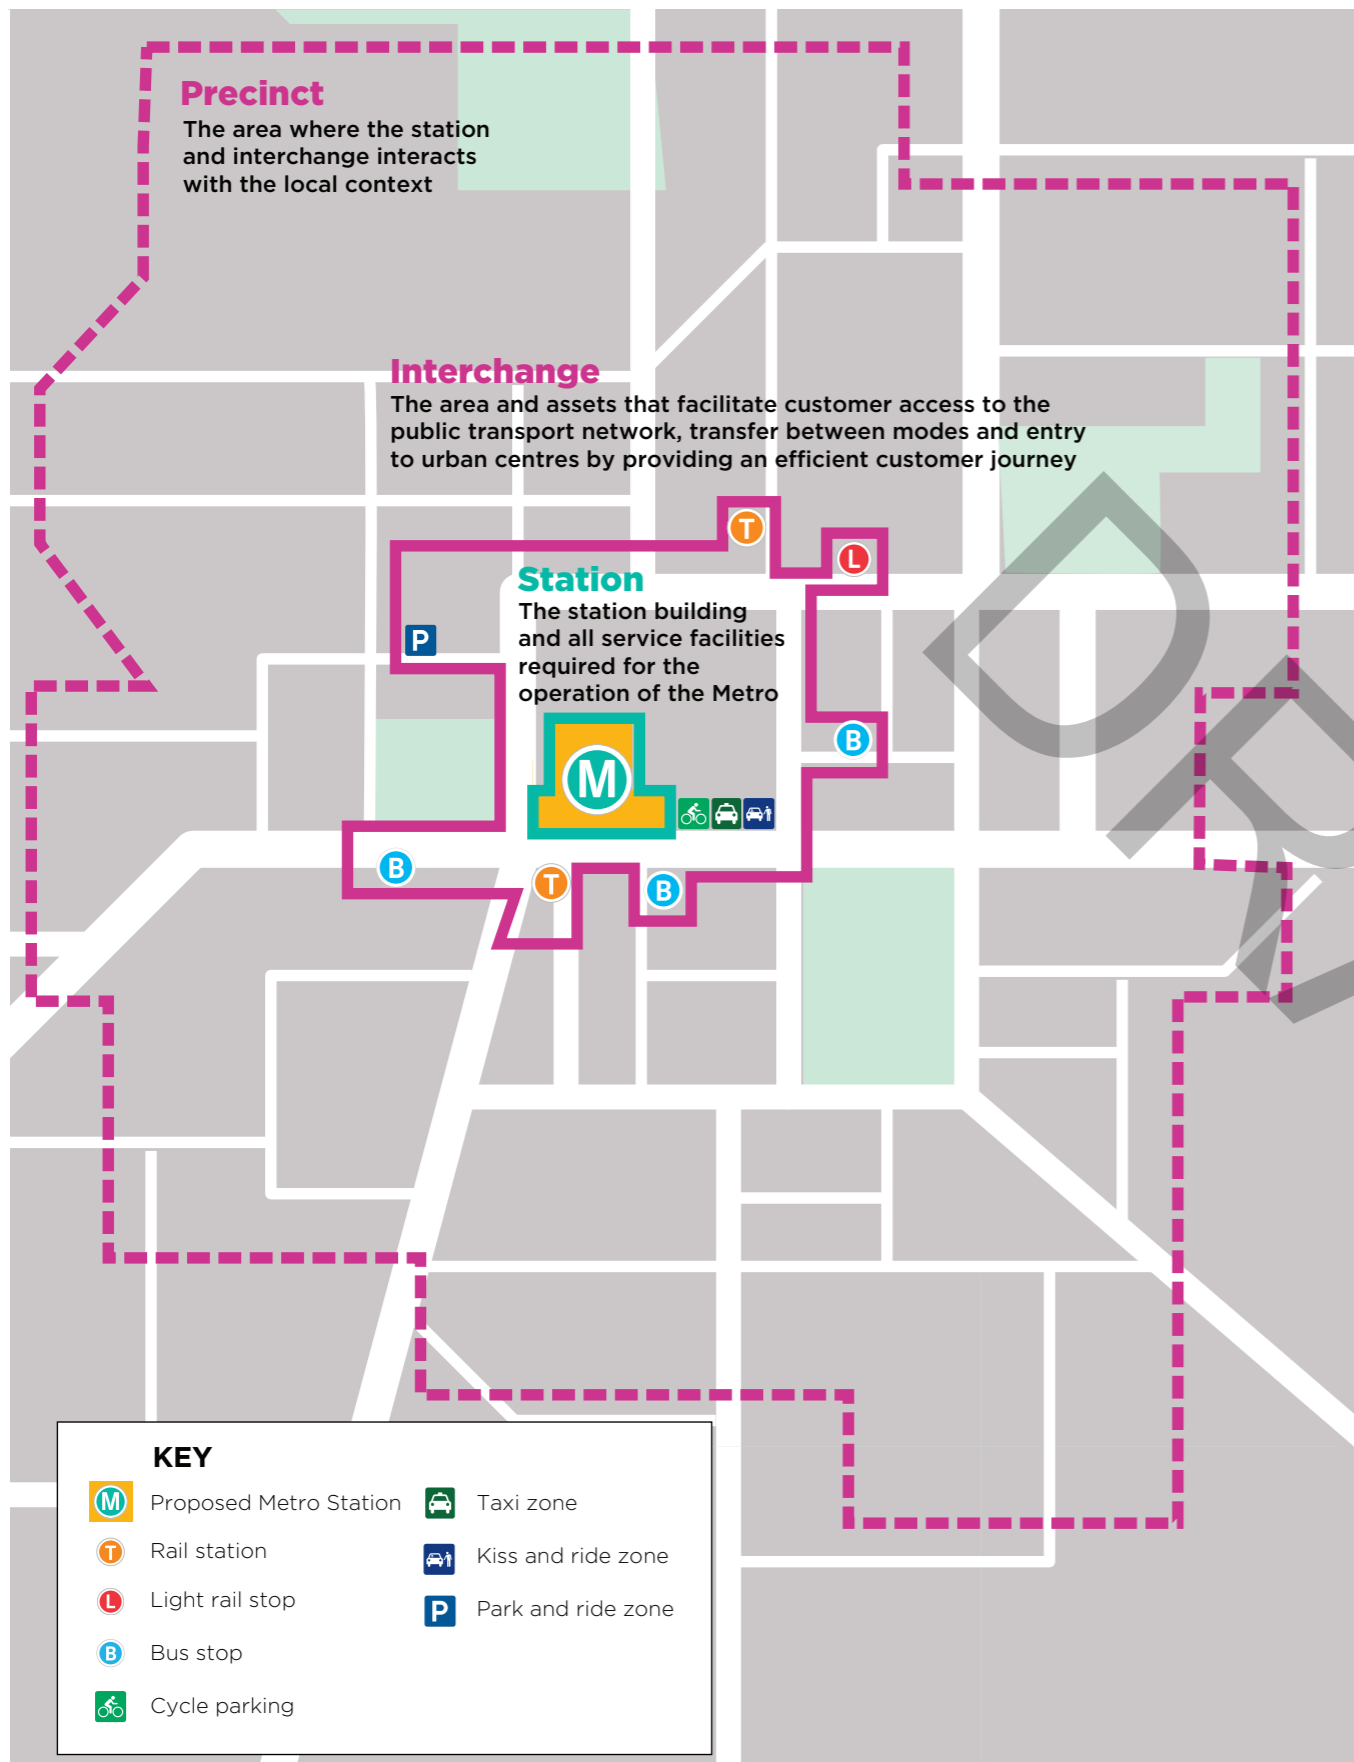 Precinct
The area where the station
and interchange interacts
with the local context
Interchange
The area and assets that facilitate customer access to the
public transport network, transfer between modes and entry
to urban centres by providing an efficient customer journey
T
L
Station
The station building
and all service facilities
required for the
operation of the Metro
P
B
M
B
T
B
KEY
M Proposed Metro Station
T Rail station
L Light rail stop
B Bus stop
Cycle parking
Taxi zone
Kiss and ride zone
P Park and ride zone
DR